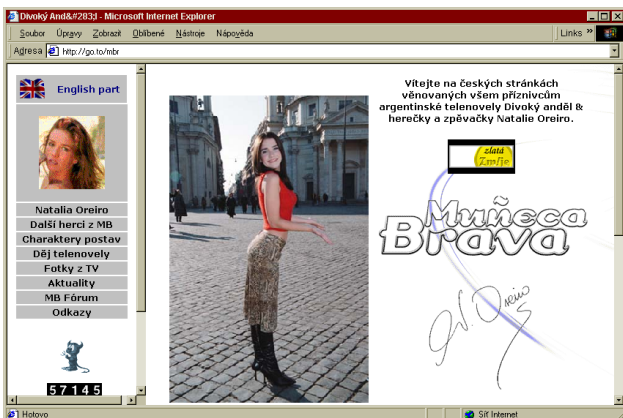 Divoký And&#283;l - Microsoft Internet Explorer
Soubor Úpravy Zobrazit Oblíbené Nástroje Nápověda
Links »
Adresa http://go.to/mbr
English part
Natalia Oreiro
Další herci z MB
Charaktery postav
Děj telenovely
Fotky z TV
Aktuality
MB Fórum
Odkazy
57145
Vítejte na českých stránkách
věnovaných všem příznivcům
argentinské telenovely Divoký anděl &
herečky a zpěvačky Natalie Oreiro.
zlatá
Zmije
Muñeca
Brava
N. Oreiro
Hotovo
Síť Internet